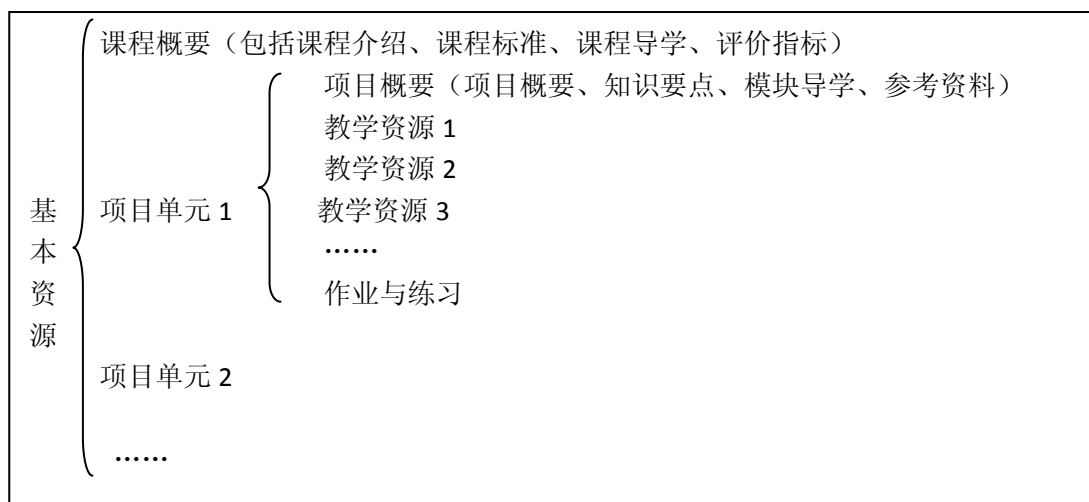 课程概要（包括课程介绍、课程标准、课程导学、评价指标）
项目概要（项目概要、知识要点、模块导学、参考资料）
教学资源 1
教学资源 2
基本资源
项目单元 1
教学资源 3
……
作业与练习
项目单元 2
……